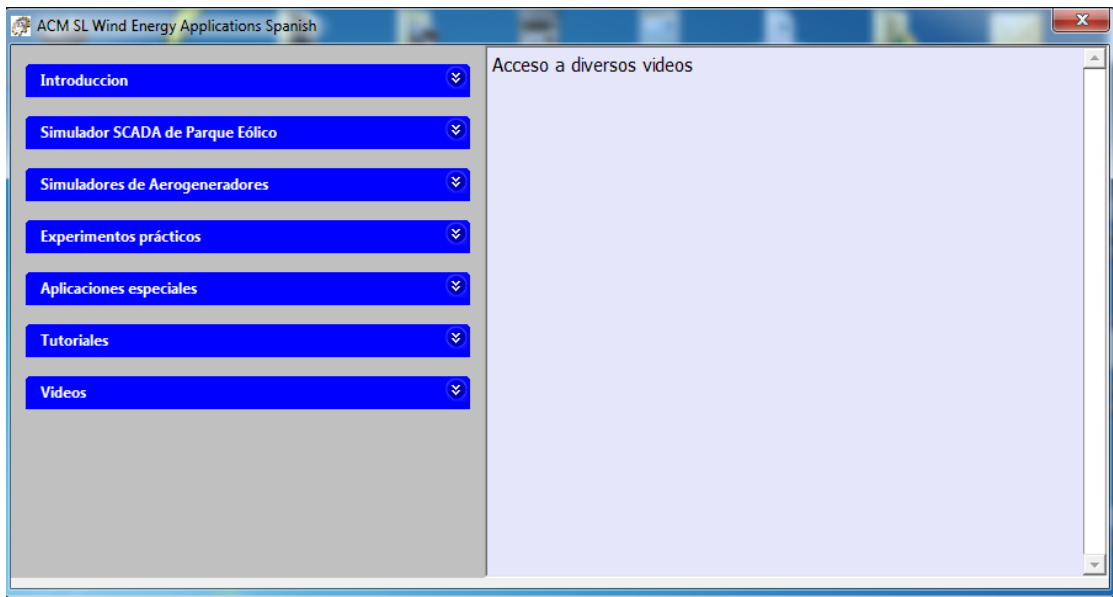 ACM SL Wind Energy Applications Spanish
Introduccion
Simulador SCADA de Parque Eólico
Simuladores de Aerogeneradores
Experimentos prácticos
Aplicaciones especiales
Tutoriales
Videos
Acceso a diversos videos